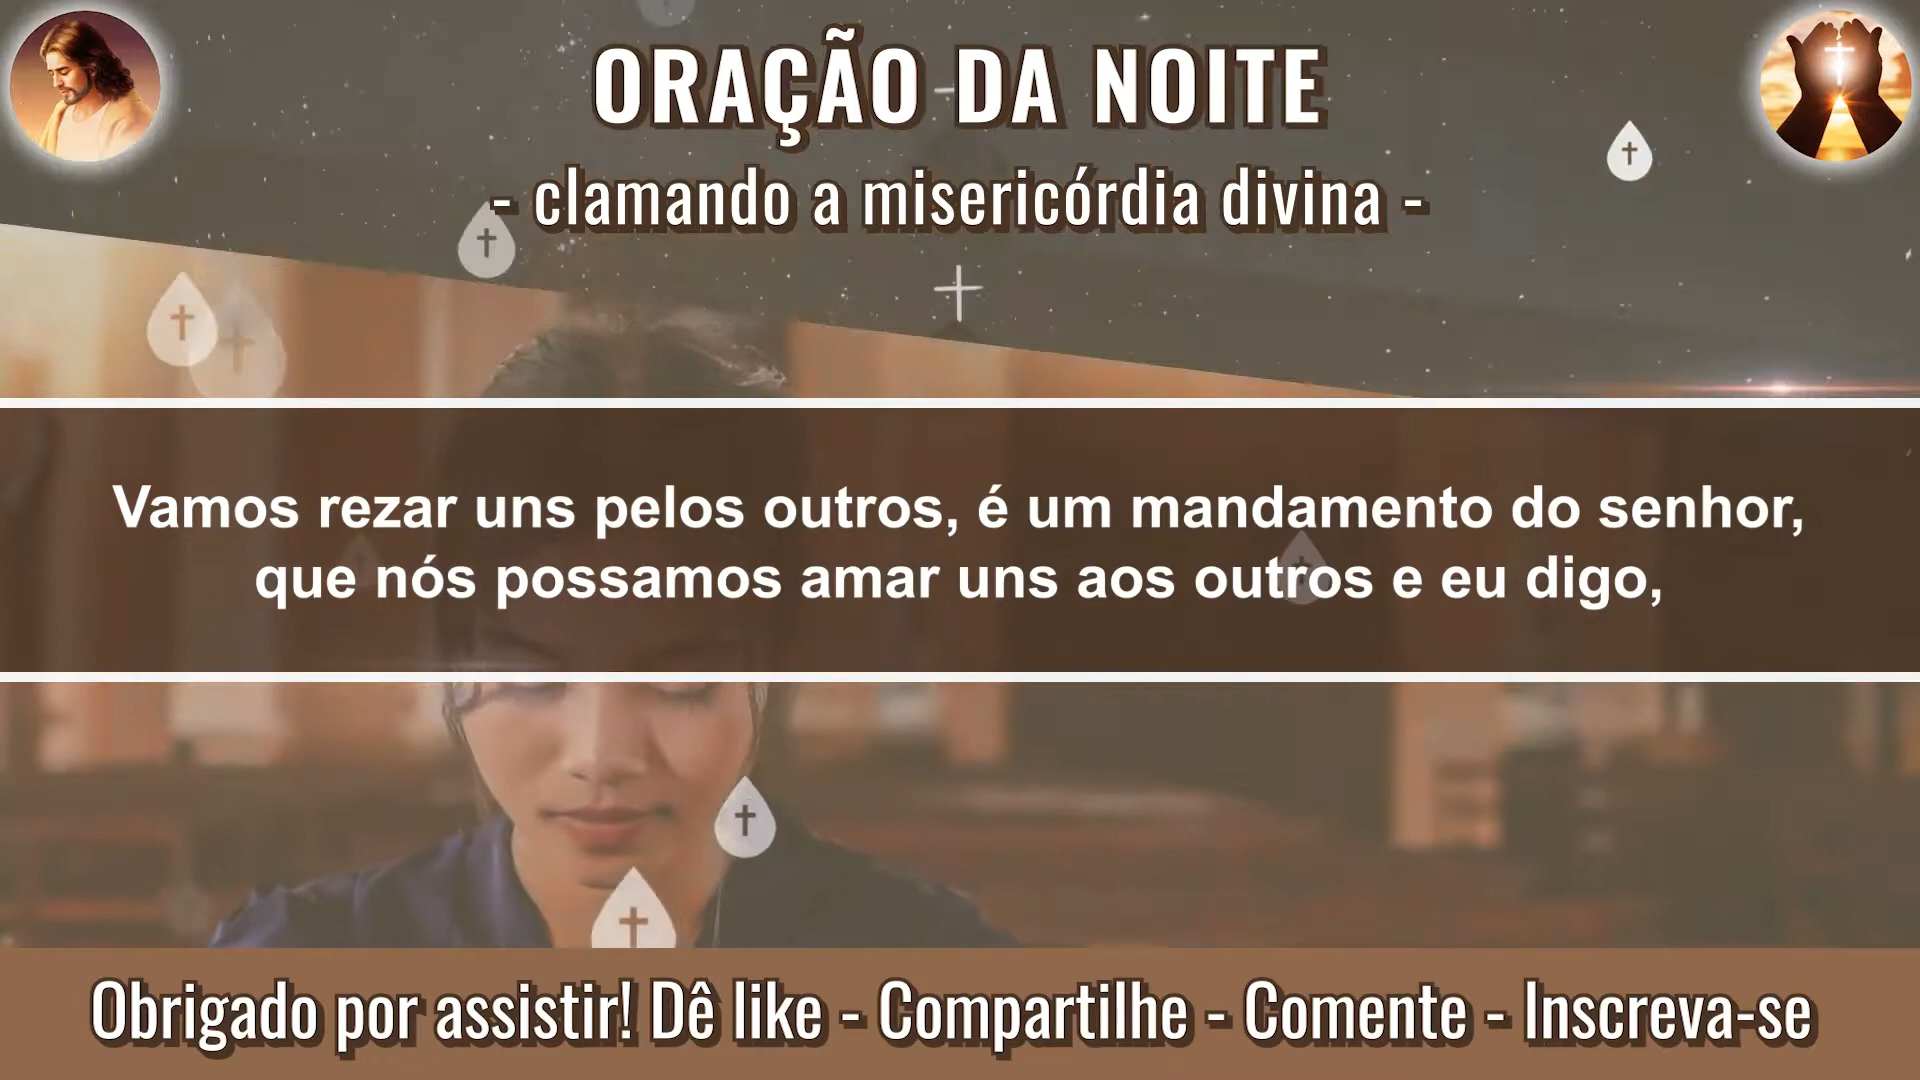 ORAÇÃO DA NOITE
- clamando a misericórdia divina -
Vamos rezar uns pelos outros, é um mandamento do senhor,
que nós possamos amar uns aos outros e eu digo,
Obrigado por assistir! Dê like - Compartilhe - Comente - Inscreva-se